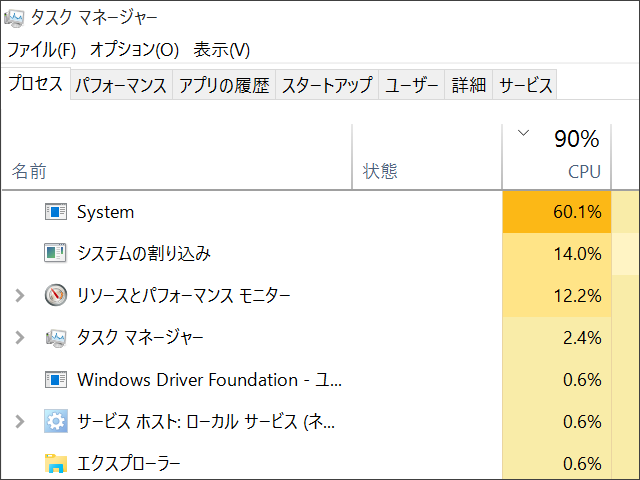 タスク マネージャー
ファイル(F) オプション(O) 表示(V)
プロセス パフォーマンス アプリの履歴 スタートアップ ユーザー 詳細 サービス
90%
名前 状態 CPU
System 60.1%
システムの割り込み 14.0%
リソースとパフォーマンス モニター 12.2%
タスク マネージャー 2.4%
Windows Driver Foundation - ユ... 0.6%
サービス ホスト: ローカル サービス (ネ... 0.6%
エクスプローラー 0.6%